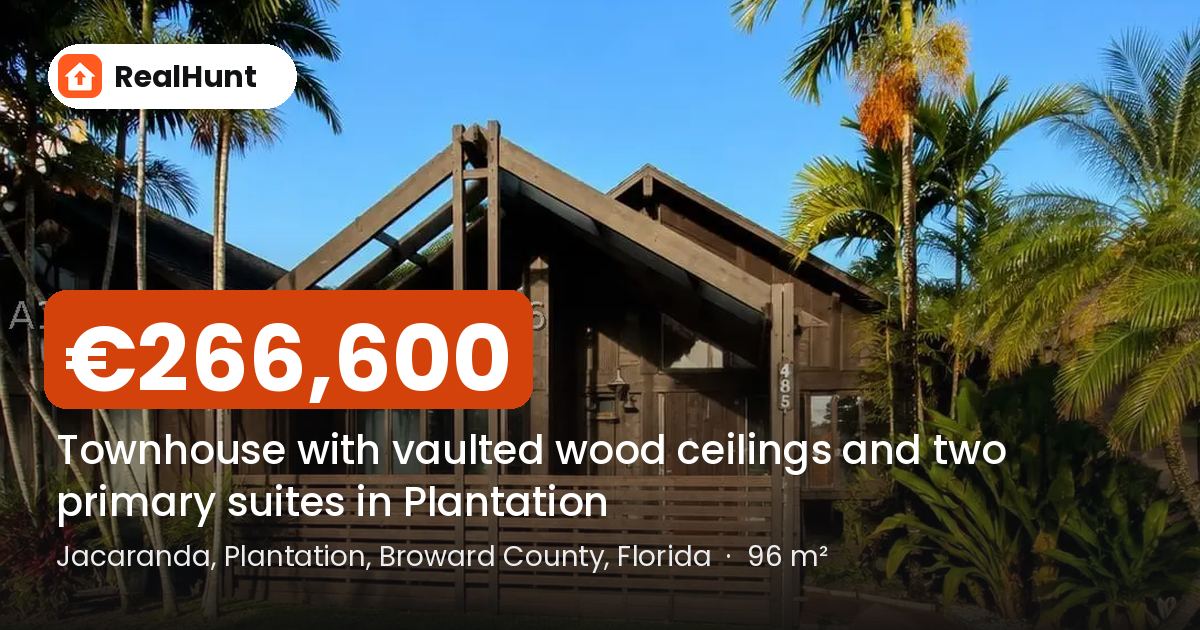 RealHunt
€266,600
485
Townhouse with vaulted wood ceilings and two
primary suites in Plantation
Jacaranda, Plantation, Broward County, Florida · 96 m²